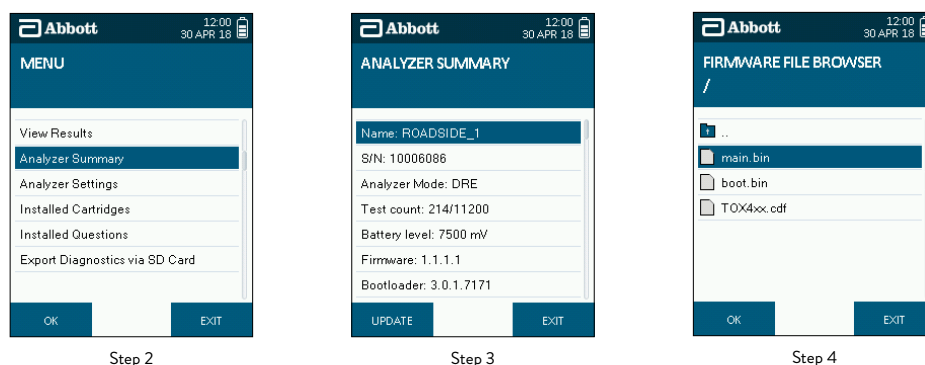 Abbott
12:00
30 APR 18
MENU
View Results
Analyzer Summary
Analyzer Settings
Installed Cartridges
Installed Questions
Export Diagnostics via SD Card
OK
EXIT
Step 2
Abbott
12:00
30 APR 18
ANALYZER SUMMARY
Name: ROADSIDE_1
S/N: 10006086
Analyzer Mode: DRE
Test count: 214/11200
Battery level: 7500 mV
Firmware: 1.1.1.1
Bootloader: 3.0.1.7171
UPDATE
EXIT
Step 3
Abbott
12:00
30 APR 18
FIRMWARE FILE BROWSER
/
..
main.bin
boot.bin
TOX4xx.cdf
OK
EXIT
Step 4